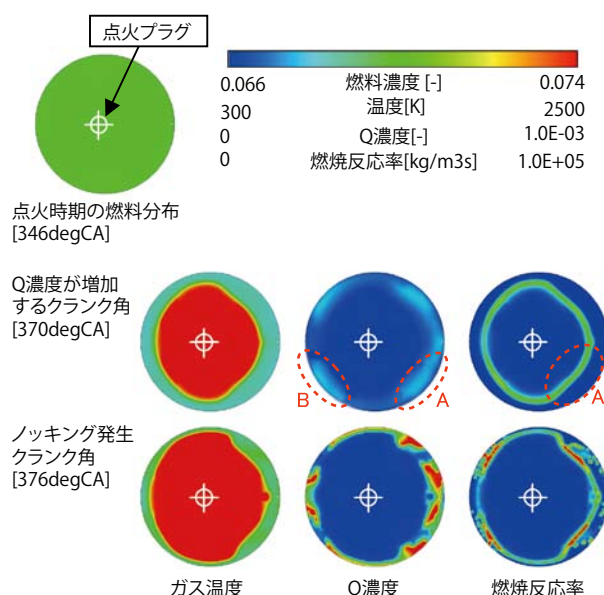 点火プラグ
0.066 燃料濃度 [-] 0.074
300 温度[K] 2500
0 Q濃度[-] 1.0E-03
0 燃焼反応率[kg/m3s] 1.0E+05
点火時期の燃料分布
[346degCA]
Q濃度が増加
するクランク角
[370degCA]
B A A
ノッキング発生
クランク角
[376degCA]
ガス温度 Q濃度 燃焼反応率